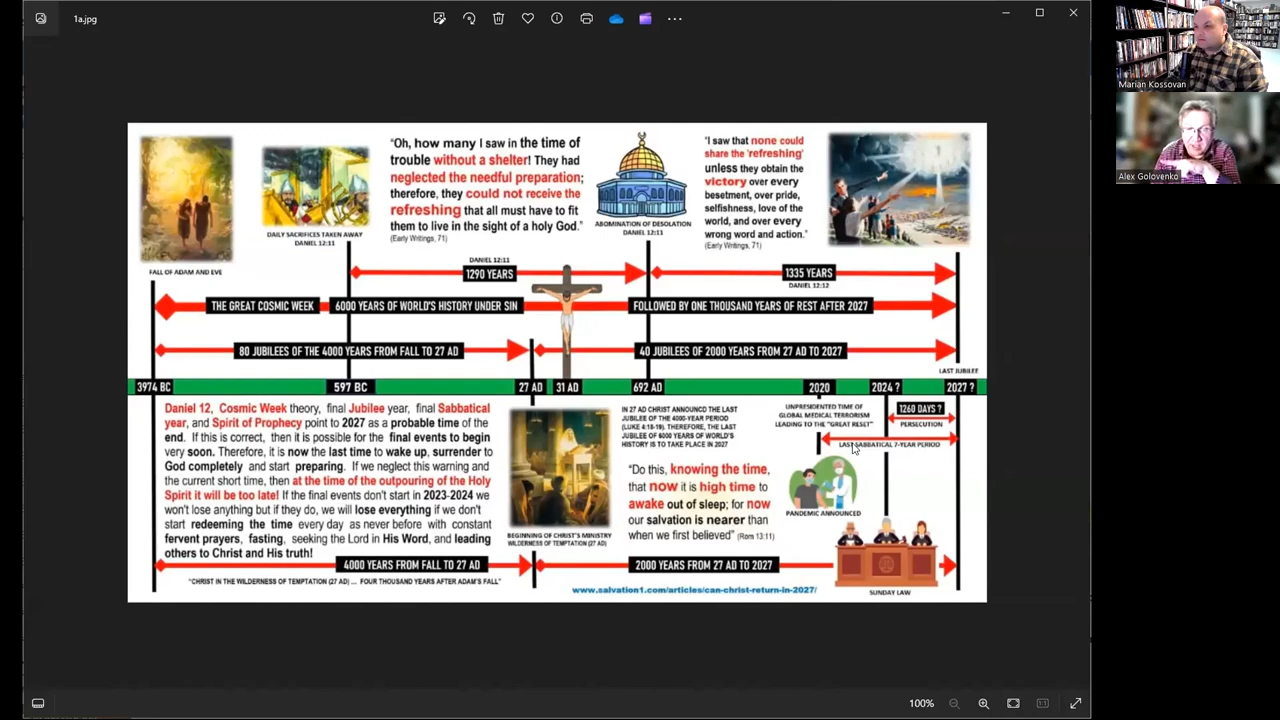 1a.jpg
Marian Kossovan
Alex Golovenko
"Oh, how many I saw in the time of
trouble without a shelter! They had
neglected the needful preparation;
therefore, they could not receive the
refreshing that all must have to fit
them to live in the sight of a holy God."
(Early Writings, 71)
"I saw that none could
share the 'refreshing'
unless they obtain the
victory over every
besetment, over pride,
selfishness, love of the
world, and over every
wrong word and action."
(Early Writings, 71)
FALL OF ADAM AND EVE
DAILY SACRIFICES TAKEN AWAY
DANIEL 12:11
ABOMINATION OF DESOLATION
DANIEL 12:11
DANIEL 12:11
1290 YEARS
1335 YEARS
DANIEL 12:12
THE GREAT COSMIC WEEK
6000 YEARS OF WORLD'S HISTORY UNDER SIN
FOLLOWED BY ONE THOUSAND YEARS OF REST AFTER 2027
80 JUBILEES OF THE 4000 YEARS FROM FALL TO 27 AD
40 JUBILEES OF 2000 YEARS FROM 27 AD TO 2027
LAST JUBILEE
3974 BC
597 BC
27 AD
31 AD
692 AD
2020
2024 ?
2027 ?
Daniel 12, Cosmic Week theory, final Jubilee year, final Sabbatical
year, and Spirit of Prophecy point to 2027 as a probable time of the
end. If this is correct, then it is possible for the final events to begin
very soon. Therefore, it is now the last time to wake up, surrender to
God completely and start preparing. If we neglect this warning and
the current short time, then at the time of the outpouring of the Holy
Spirit it will be too late! If the final events don't start in 2023-2024 we
won't lose anything but if they do, we will lose everything if we don't
start redeeming the time every day as never before with constant
fervent prayers, fasting, seeking the Lord in His Word, and leading
others to Christ and His truth!
BEGINNING OF CHRIST'S MINISTRY
WILDERNESS OF TEMPTATION (27 AD)
IN 27 AD CHRIST ANNOUNCD THE LAST
JUBILEE OF THE 4000-YEAR PERIOD
(LUKE 4:18-19). THEREFORE, THE LAST
JUBILEE OF 6000 YEARS OF WORLD'S
HISTORY IS TO TAKE PLACE IN 2027
"Do this, knowing the time,
that now it is high time to
awake out of sleep; for now
our salvation is nearer than
when we first believed" (Rom 13:11)
UNPRESIDENTED TIME OF
GLOBAL MEDICAL TERRORISM
LEADING TO THE "GREAT RESET"
1260 DAYS ?
PERSECUTION
LAST SABBATICAL 7-YEAR PERIOD
PANDEMIC ANNOUNCED
SUNDAY LAW
4000 YEARS FROM FALL TO 27 AD
2000 YEARS FROM 27 AD TO 2027
"CHRIST IN THE WILDERNESS OF TEMPTATION (27 AD) ... FOUR THOUSAND YEARS AFTER ADAM'S FALL"
www.salvation1.com/articles/can-christ-return-in-2027/
100%